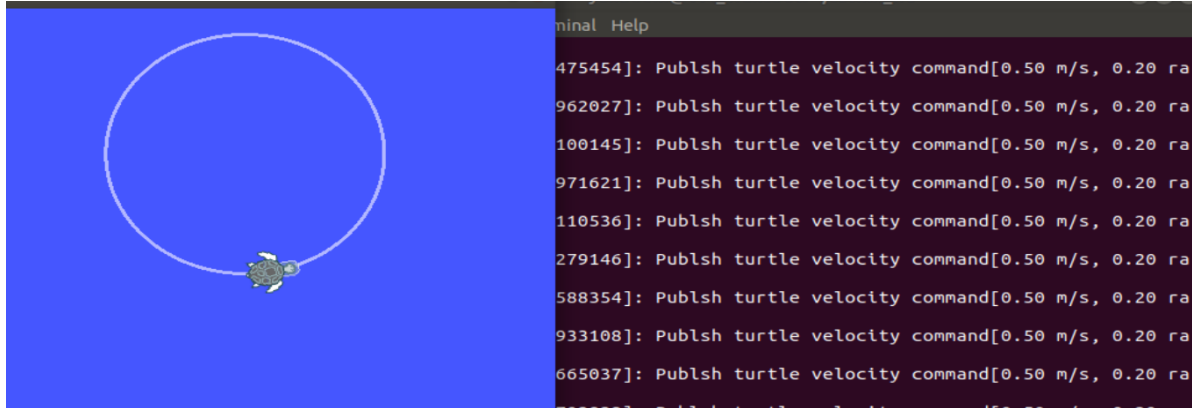 minal Help
475454]: Publsh turtle velocity command[0.50 m/s, 0.20 ra
962027]: Publsh turtle velocity command[0.50 m/s, 0.20 ra
100145]: Publsh turtle velocity command[0.50 m/s, 0.20 ra
971621]: Publsh turtle velocity command[0.50 m/s, 0.20 ra
110536]: Publsh turtle velocity command[0.50 m/s, 0.20 ra
279146]: Publsh turtle velocity command[0.50 m/s, 0.20 ra
588354]: Publsh turtle velocity command[0.50 m/s, 0.20 ra
933108]: Publsh turtle velocity command[0.50 m/s, 0.20 ra
665037]: Publsh turtle velocity command[0.50 m/s, 0.20 ra